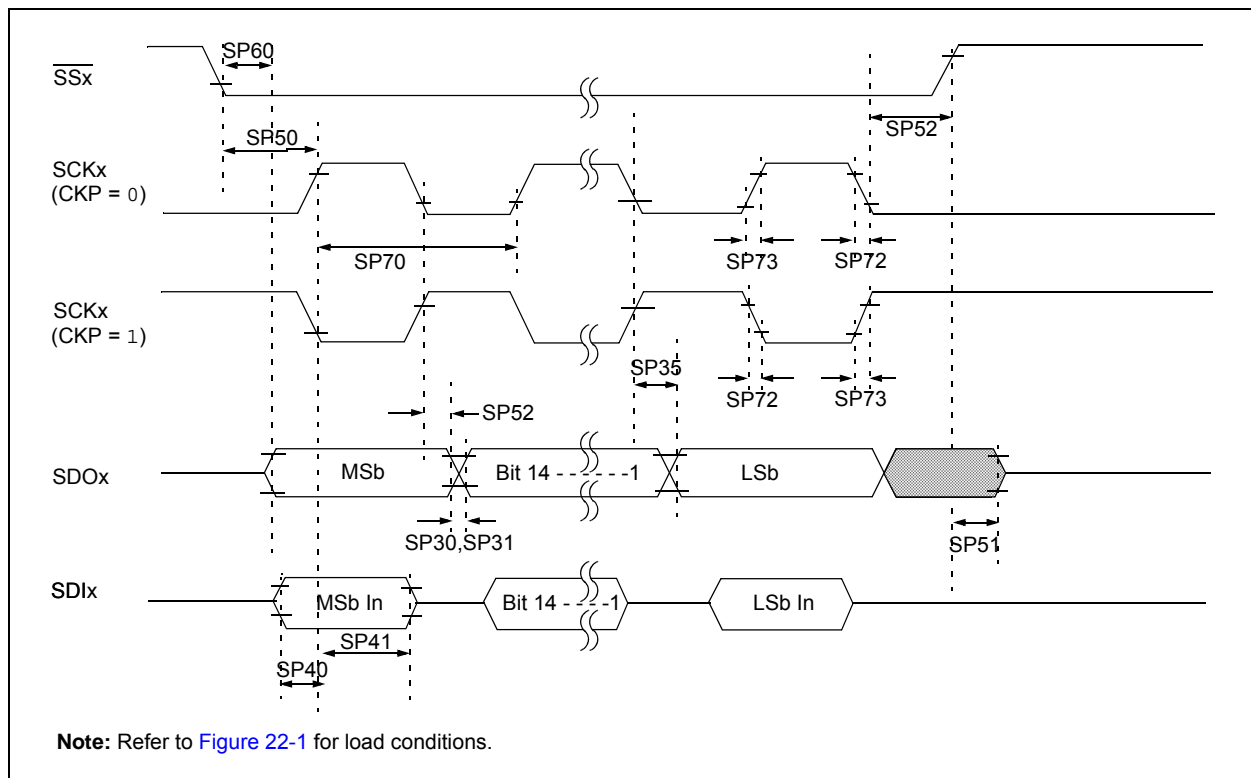 SP60
SSx
SP50
SP52
SCKx
(CKP = 0)
SP70
SP73
SP72
SCKx
(CKP = 1)
SP35
SP72
SP73
SP52
SDOx
MSb
Bit 14 - - - - - -1
LSb
SP30,SP31
SP51
SDIx
MSb In
Bit 14 - - - -1
LSb In
SP41
SP40
Note: Refer to Figure 22-1 for load conditions.